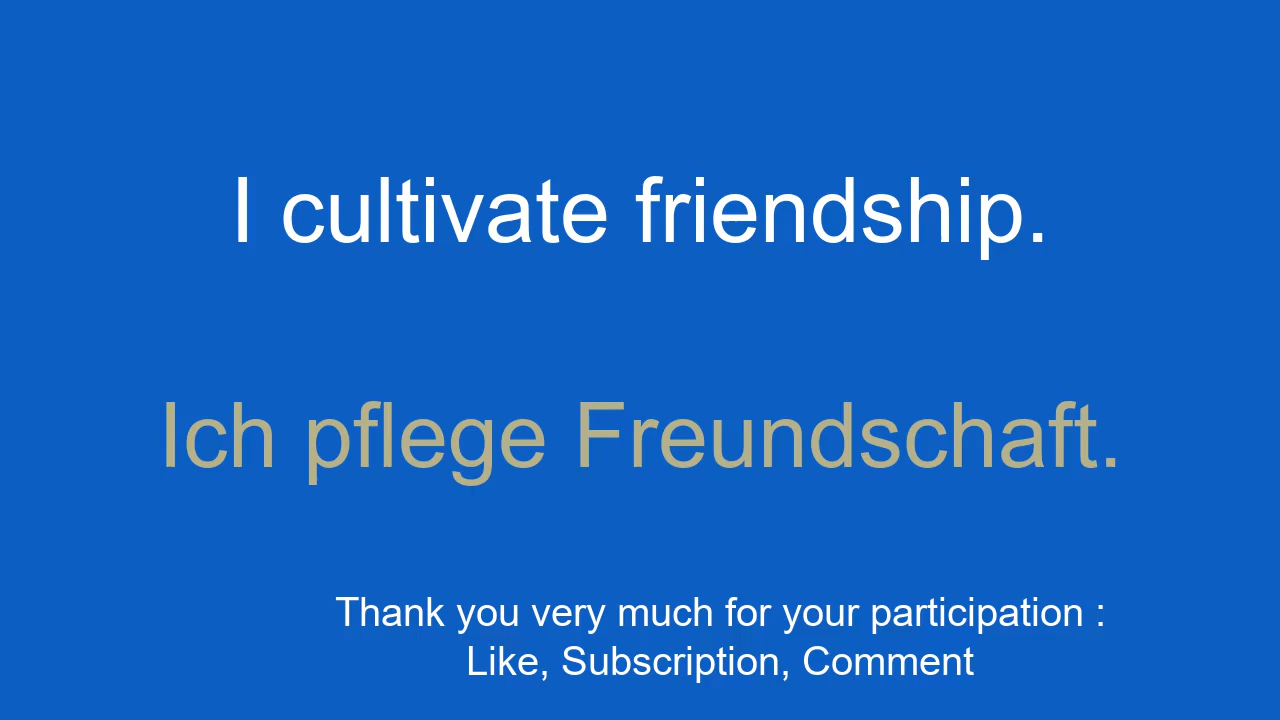 I cultivate friendship.
Ich pflege Freundschaft.
Thank you very much for your participation :
Like, Subscription, Comment